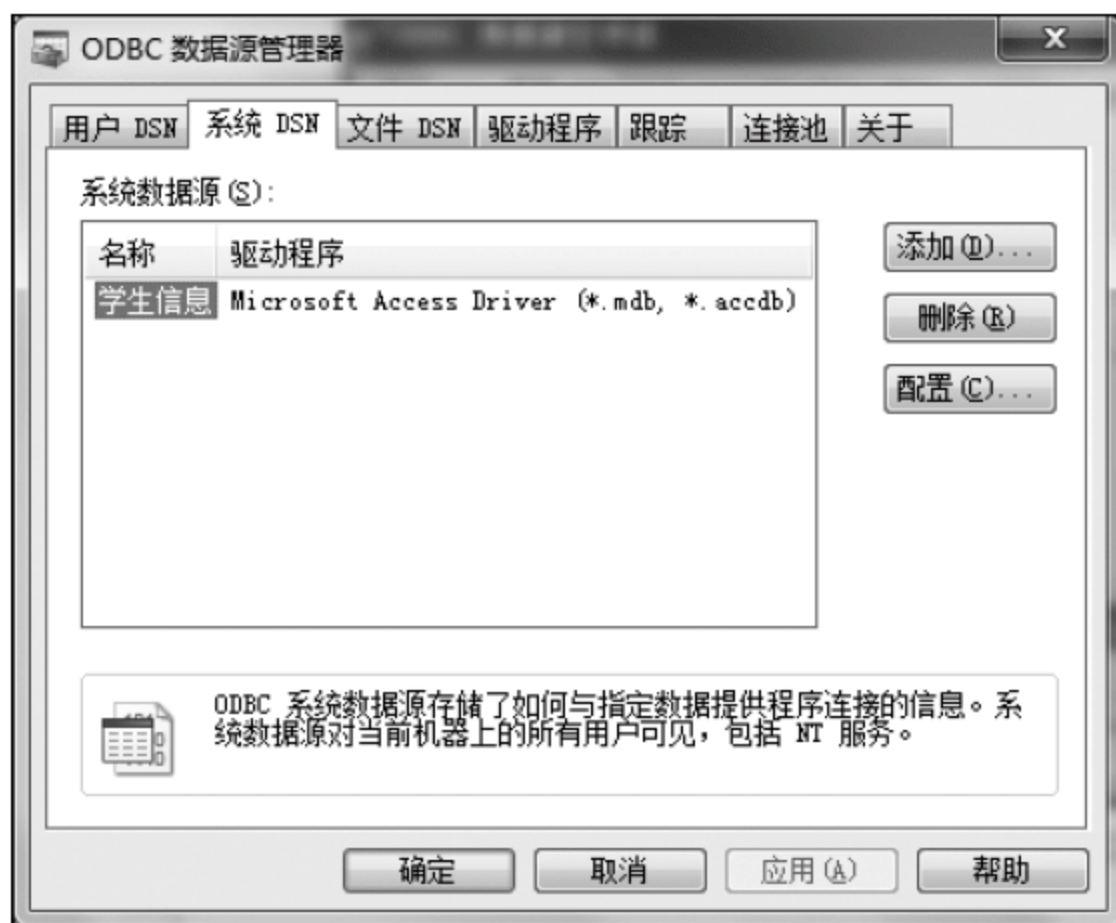 ODBC 数据源管理器
用户 DSN 系统 DSN 文件 DSN 驱动程序 跟踪 连接池 关于
系统数据源(S):
名称 驱动程序
学生信息 Microsoft Access Driver (*.mdb, *.accdb)
添加(D)...
删除(R)
配置(C)...
ODBC 系统数据源存储了如何与指定数据提供程序连接的信息。系
统数据源对当前机器上的所有用户可见，包括 NT 服务。
确定 取消 应用(A) 帮助